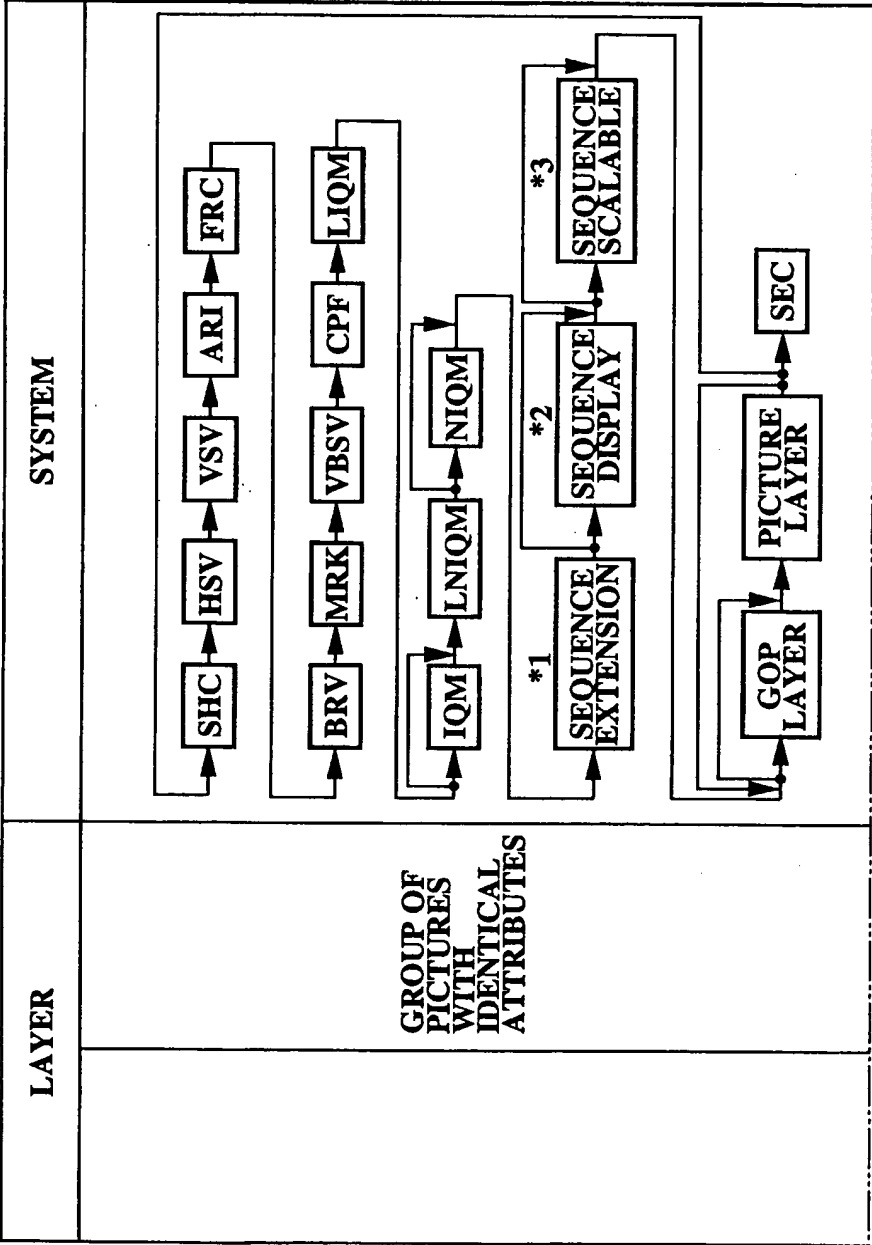 LAYER
SYSTEM
GROUP OF
PICTURES
WITH
IDENTICAL
ATTRIBUTES
SHC
HSV
VSV
ARI
FRC
BRV
MRK
VBSV
CPF
LIQM
IQM
LNIQM
NIQM
*1
SEQUENCE
EXTENSION
*2
SEQUENCE
DISPLAY
*3
SEQUENCE
SCALABLE
GOP
LAYER
PICTURE
LAYER
SEC